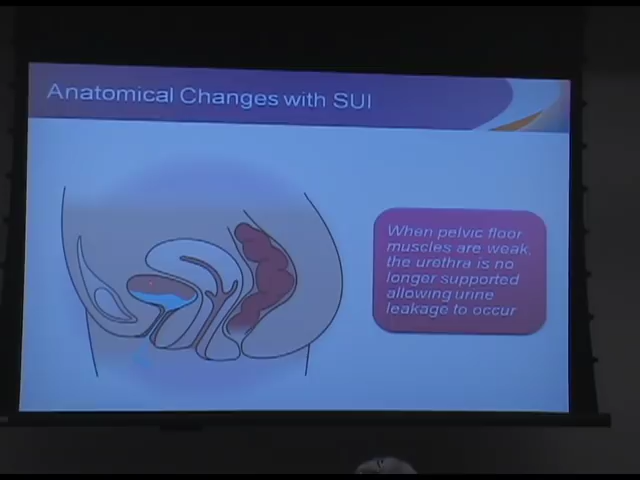 Anatomical Changes with SUI
When pelvic floor
muscles are weak,
the urethra is no
longer supported
allowing urine
leakage to occur